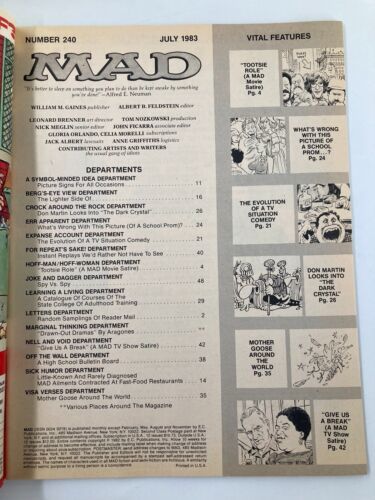 NUMBER 240
JULY 1983
VITAL FEATURES
MAD
"It's better to sleep on something you plan to do than be kept awake by something
you've done!"—Alfred E. Neuman
WILLIAM M. GAINES publisher ALBERT B. FELDSTEIN editor
LEONARD BRENNER art director TOM NOZKOWSKI production
NICK MEGLIN senior editor JOHN FICARRA associate editor
GLORIA ORLANDO, CELIA MORELLI subscriptions
JACK ALBERT lawsuits ANNE GRIFFITHS logistics
CONTRIBUTING ARTISTS AND WRITERS
the usual gang of idiots
DEPARTMENTS
A SYMBOL-MINDED IDEA DEPARTMENT
Picture Signs For All Occasions 11
BERG'S-EYE VIEW DEPARTMENT
The Lighter Side Of 16
CROCK AROUND THE ROCK DEPARTMENT
Don Martin Looks Into "The Dark Crystal" 26
ERR APPARENT DEPARTMENT
What's Wrong With This Picture (Of A School Prom)? 24
EXPANSE ACCOUNT DEPARTMENT
The Evolution Of A TV Situation Comedy 21
FOR REPEAT'S SAKE! DEPARTMENT
Instant Replays We'd Rather Not Have To See 40
HOFF-MAN/HOFF-WOMAN DEPARTMENT
"Tootsie Role" (A MAD Movie Satire) 4
JOKE AND DAGGER DEPARTMENT
Spy Vs. Spy 48
LEARNING A LIVING DEPARTMENT
A Catalogue Of Courses Of The
State College Of Adulthood Training 29
LETTERS DEPARTMENT
Random Samplings Of Reader Mail 2
MARGINAL THINKING DEPARTMENT
"Drawn-Out Dramas" By Aragones **
NELL AND VOID DEPARTMENT
"Give Us A Break" (A MAD TV Show Satire) 42
OFF THE WALL DEPARTMENT
A High School Bulletin Board 38
SICK HUMOR DEPARTMENT
Little-Known And Rarely Diagnosed
MAD Ailments Contracted At Fast-Food Restaurants 14
VISA VERSES DEPARTMENT
Mother Goose Around The World 35
**Various Places Around The Magazine
Printed in U.S.A.
"TOOTSIE
ROLE"
(A MAD
Movie
Satire)
Pg. 4
WHAT'S WRONG
WITH THIS
PICTURE OF
A SCHOOL
PROM...?
Pg. 24
THE EVOLUTION
OF A TV
SITUATION
COMEDY
Pg. 21
DON MARTIN
LOOKS INTO
"THE DARK
CRYSTAL"
Pg. 26
MOTHER
GOOSE
AROUND
THE
WORLD
Pg. 35
"GIVE US
A BREAK"
(A MAD
TV Show
Satire)
Pg. 42